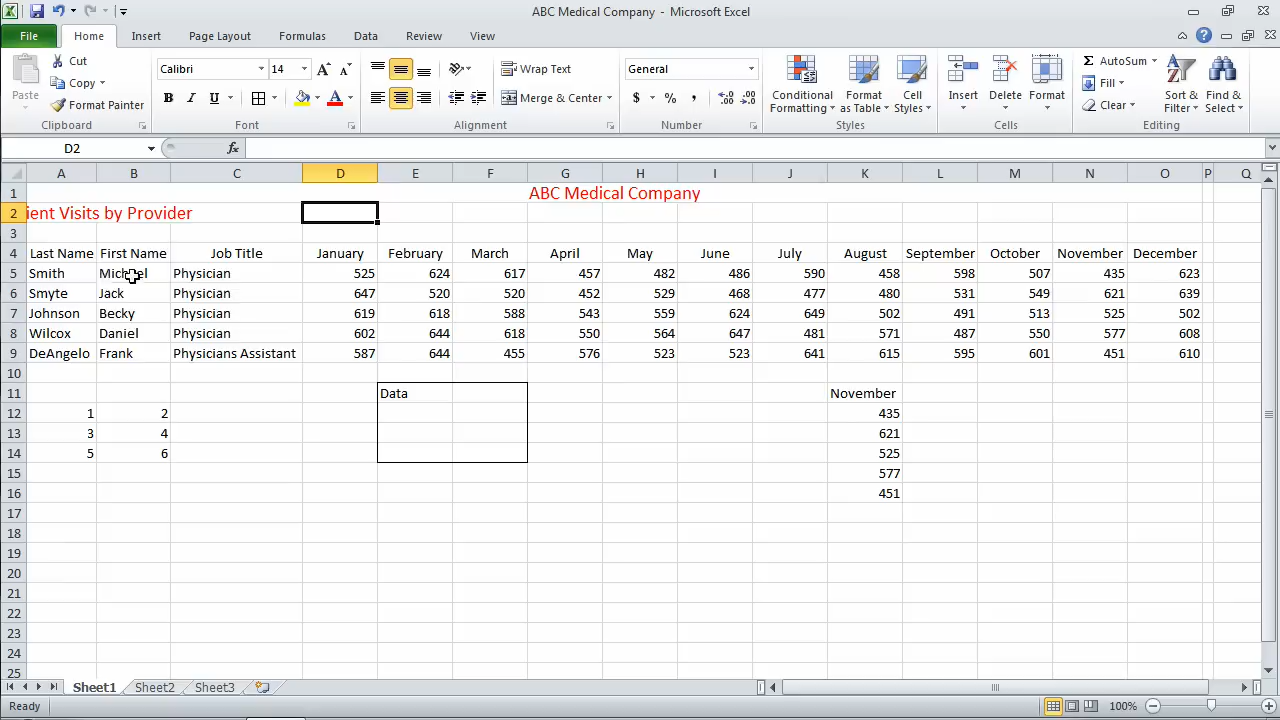 ABC Medical Company - Microsoft Excel
File Home Insert Page Layout Formulas Data Review View
Paste
Cut
Copy
Format Painter
Clipboard
Calibri 14
B I U
Font
Wrap Text
Merge & Center
Alignment
General
$ % ,
Number
Conditional Formatting
Format as Table
Cell Styles
Styles
Insert Delete Format
Cells
AutoSum
Fill
Clear
Sort & Filter
Find & Select
Editing
D2 fx
A B C D E F G H I J K L M N O P Q
1 ABC Medical Company
2 ient Visits by Provider
3
4 Last Name First Name Job Title January February March April May June July August September October November December
5 Smith Physician 525 624 617 457 482 486 590 458 598 507 435 623
6 Smyte Jack Physician 647 520 520 452 529 468 477 480 531 549 621 639
7 Johnson Becky Physician 619 618 588 543 559 624 649 502 491 513 525 502
8 Wilcox Daniel Physician 602 644 618 550 564 647 481 571 487 550 577 608
9 DeAngelo Frank Physicians Assistant 587 644 455 576 523 523 641 615 595 601 451 610
10
11 Data November
12 1 2 435
13 3 4 621
14 5 6 525
15 577
16 451
17
18
19
20
21
22
23
24
25
Sheet1 Sheet2 Sheet3
Ready 100%